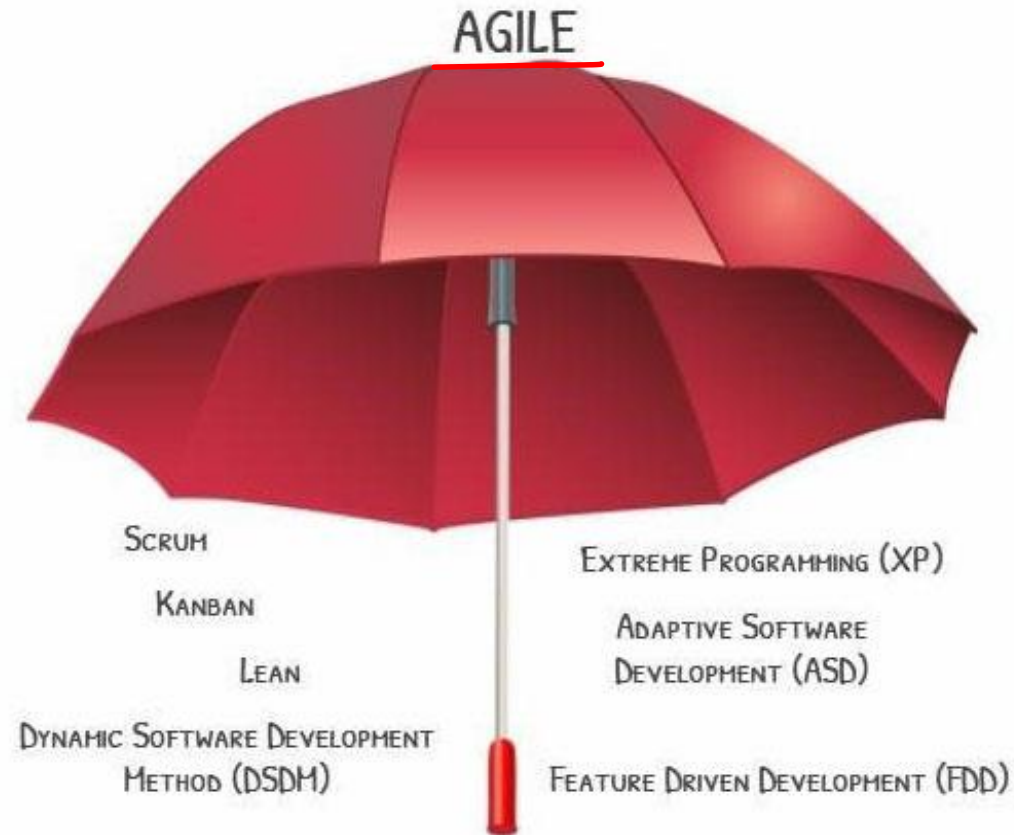 AGILE
SCRUM
KANBAN
LEAN
DYNAMIC SOFTWARE DEVELOPMENT
METHOD (DSDM)
EXTREME PROGRAMMING (XP)
ADAPTIVE SOFTWARE
DEVELOPMENT (ASD)
FEATURE DRIVEN DEVELOPMENT (FDD)